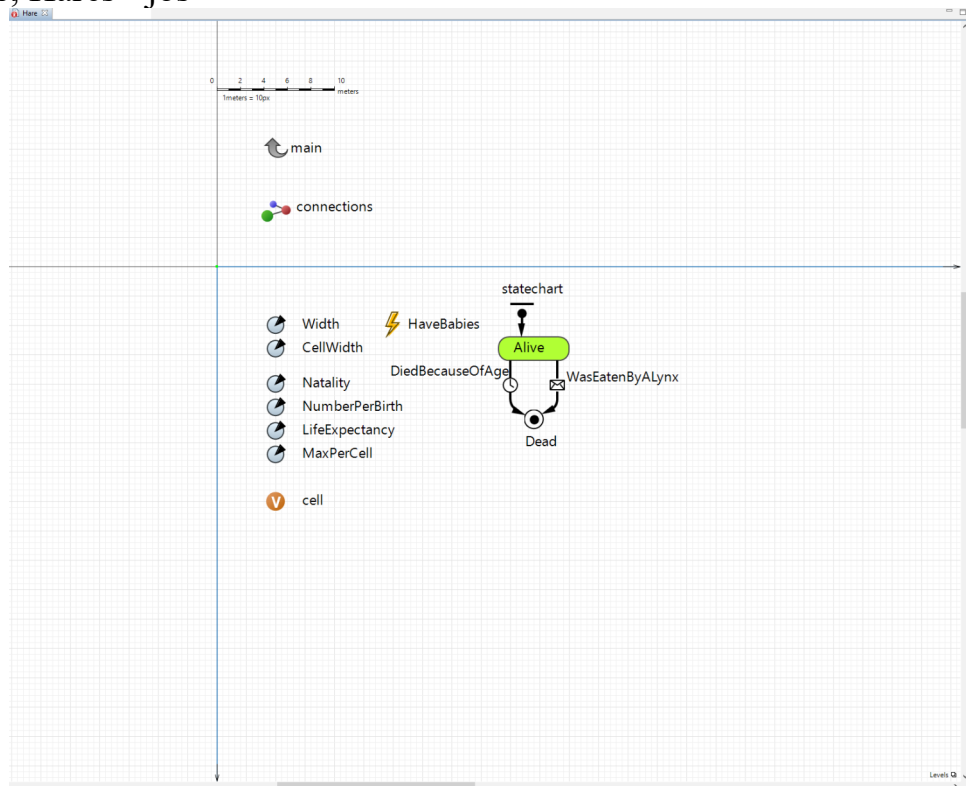 Hare
0 2 4 6 8 10
meters
1meters = 10px
main
connections
statechart
Width
HaveBabies
CellWidth
Alive
DiedBecauseOfAge
WasEatenByALynx
Natality
NumberPerBirth
LifeExpectancy
MaxPerCell
Dead
cell
Levels